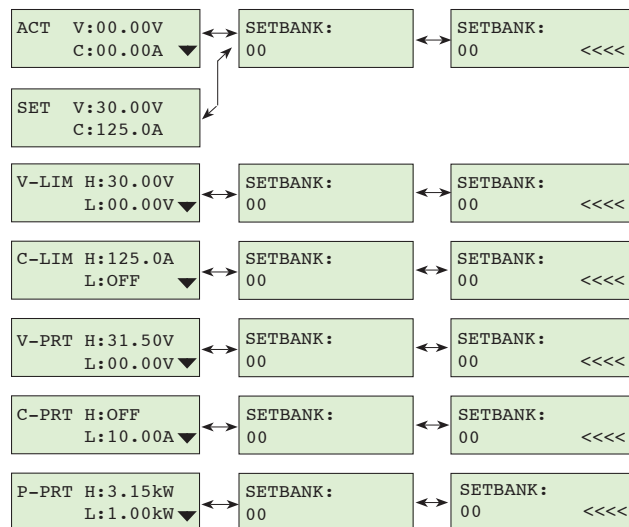 ACT V:00.00V
C:00.00A
SETBANK:
00
SETBANK:
00 <<<<
SET V:30.00V
C:125.0A
V-LIM H:30.00V
L:00.00V
SETBANK:
00
SETBANK:
00 <<<<
C-LIM H:125.0A
L:OFF
SETBANK:
00
SETBANK:
00 <<<<
V-PRT H:31.50V
L:00.00V
SETBANK:
00
SETBANK:
00 <<<<
C-PRT H:OFF
L:10.00A
SETBANK:
00
SETBANK:
00 <<<<
P-PRT H:3.15kW
L:1.00kW
SETBANK:
00
SETBANK:
00 <<<<